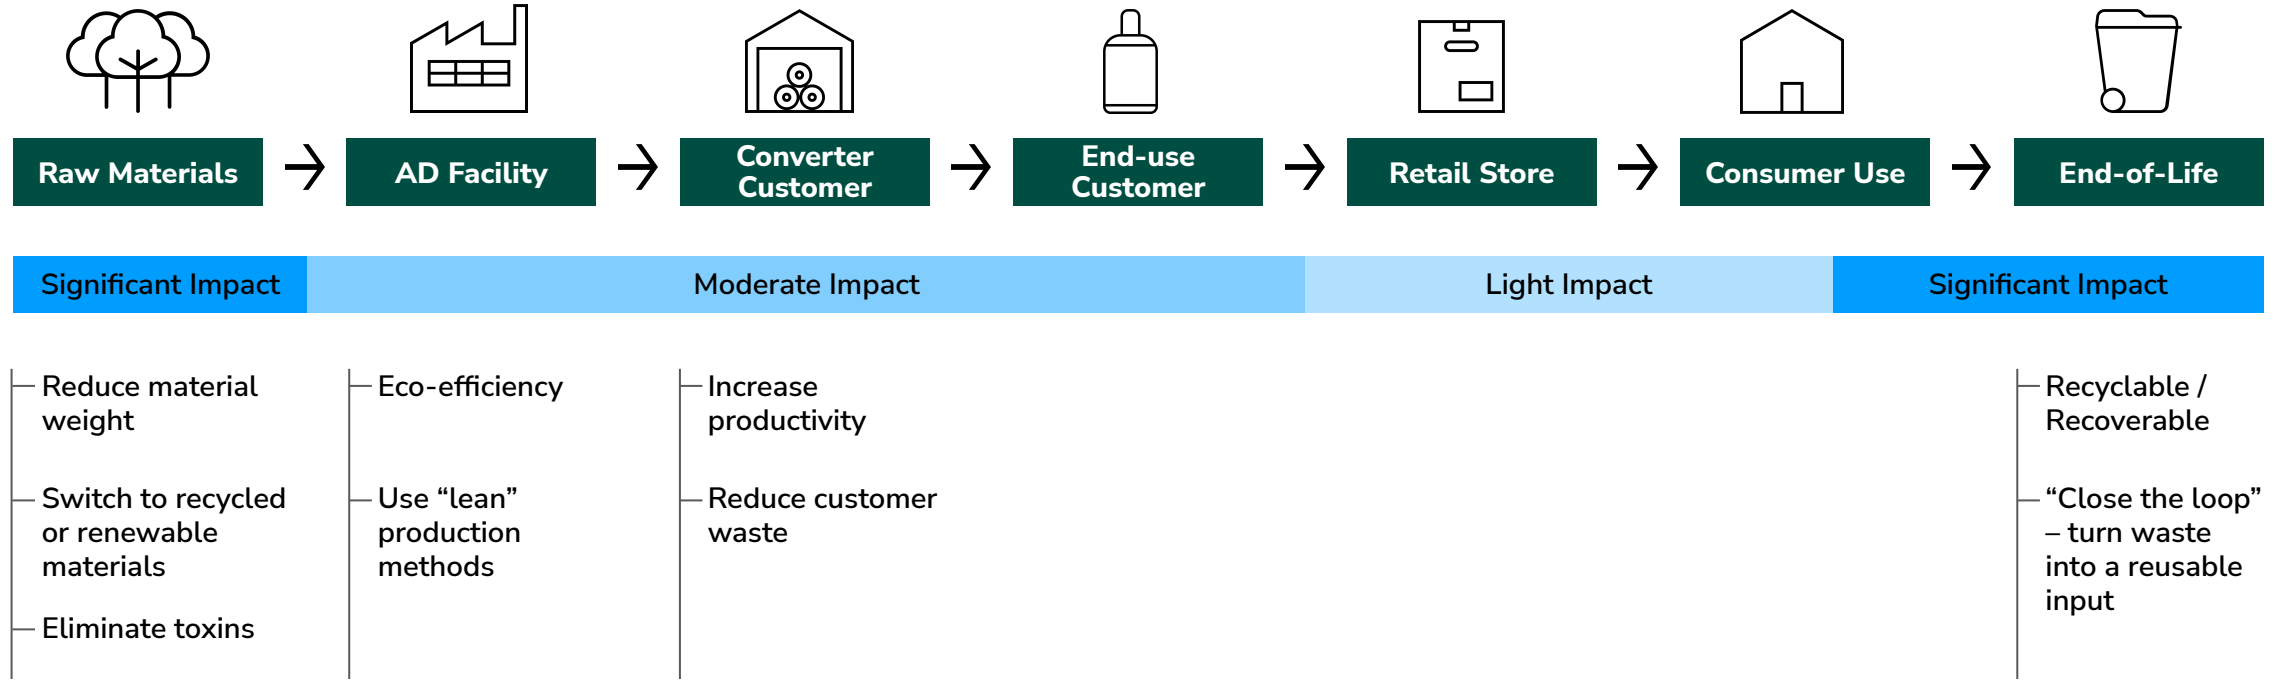 Raw Materials
AD Facility
Converter
Customer
End-use
Customer
Retail Store
Consumer Use
End-of-Life
Significant Impact
Moderate Impact
Light Impact
Significant Impact
Reduce material
weight
Switch to recycled
or renewable
materials
Eliminate toxins
Eco-efficiency
Use “lean”
production
methods
Increase
productivity
Reduce customer
waste
Recyclable /
Recoverable
“Close the loop”
– turn waste
into a reusable
input